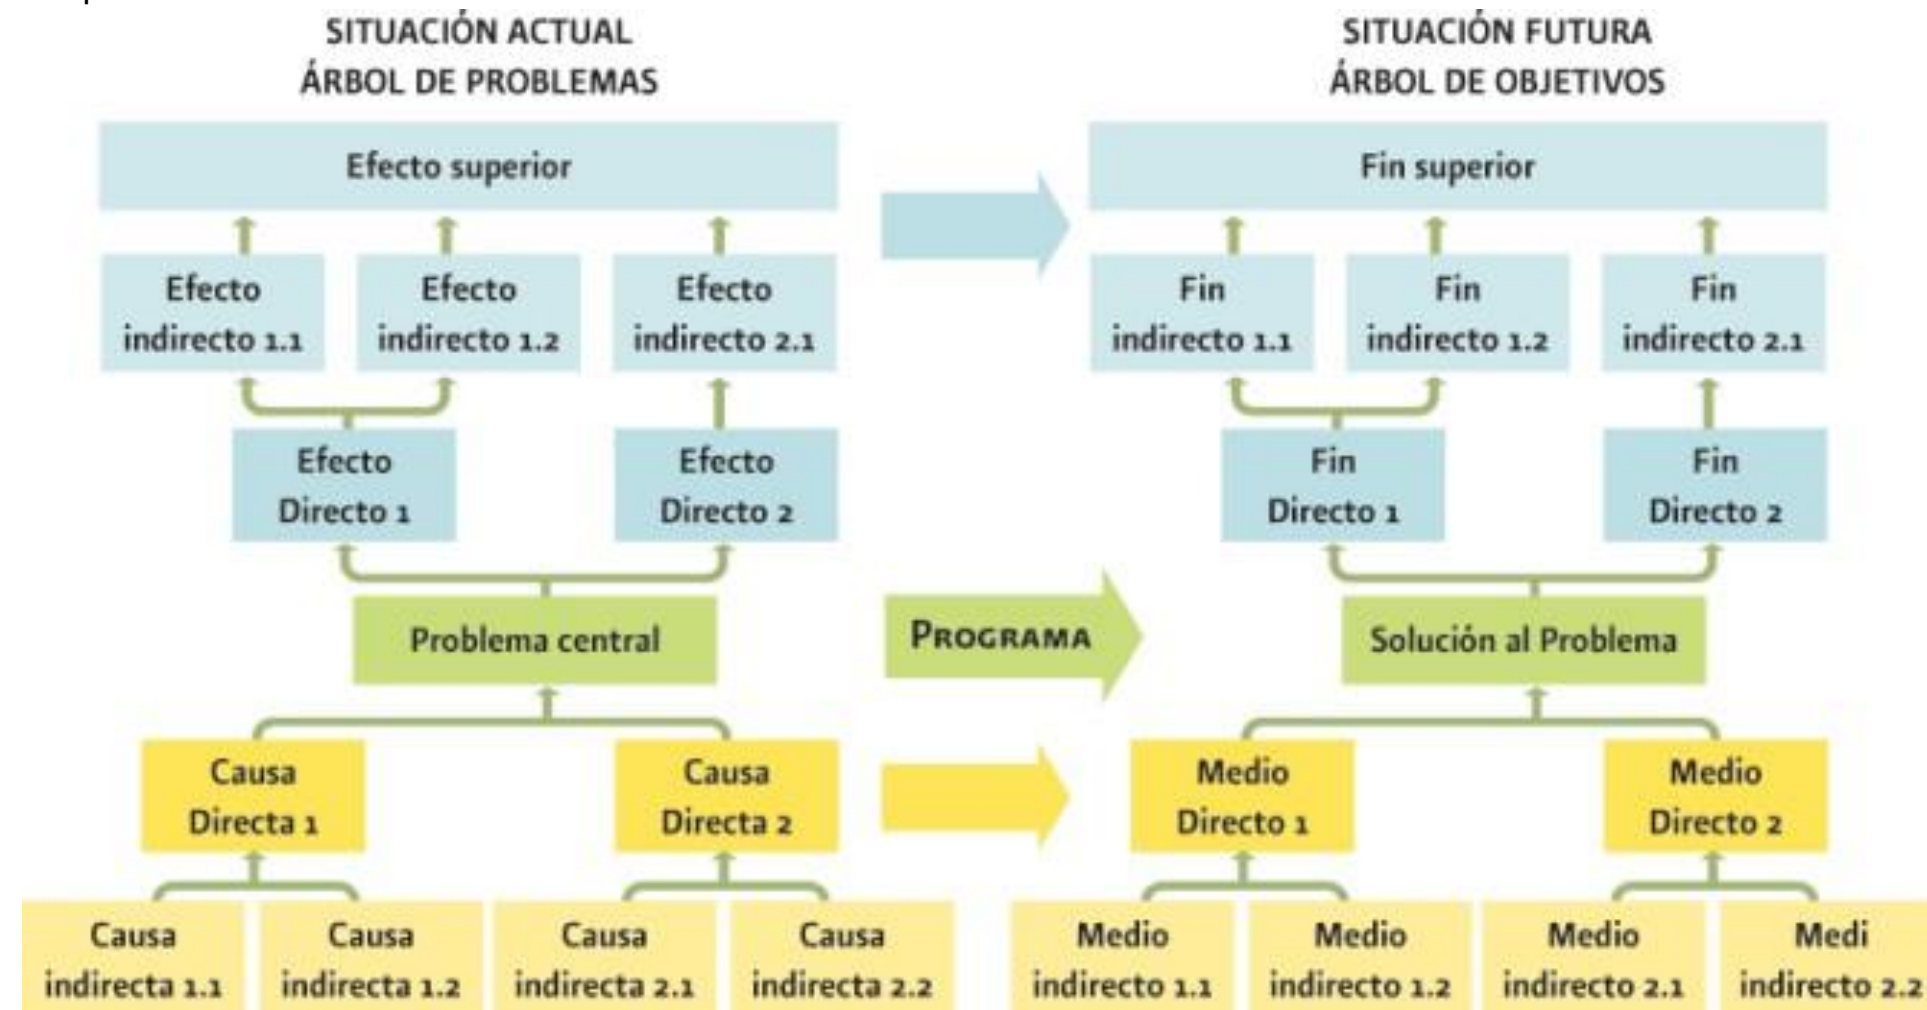 SITUACIÓN ACTUAL
ÁRBOL DE PROBLEMAS
Efecto superior
Efecto
indirecto 1.1
Efecto
indirecto 1.2
Efecto
indirecto 2.1
Efecto
Directo 1
Efecto
Directo 2
Problema central
Causa
Directa 1
Causa
Directa 2
Causa
indirecta 1.1
Causa
indirecta 1.2
Causa
indirecta 2.1
Causa
indirecta 2.2
PROGRAMA
SITUACIÓN FUTURA
ÁRBOL DE OBJETIVOS
Fin superior
Fin
indirecto 1.1
Fin
indirecto 1.2
Fin
indirecto 2.1
Fin
Directo 1
Fin
Directo 2
Solución al Problema
Medio
Directo 1
Medio
Directo 2
Medio
indirecto 1.1
Medio
indirecto 1.2
Medio
indirecto 2.1
Medi
indirecto 2.2